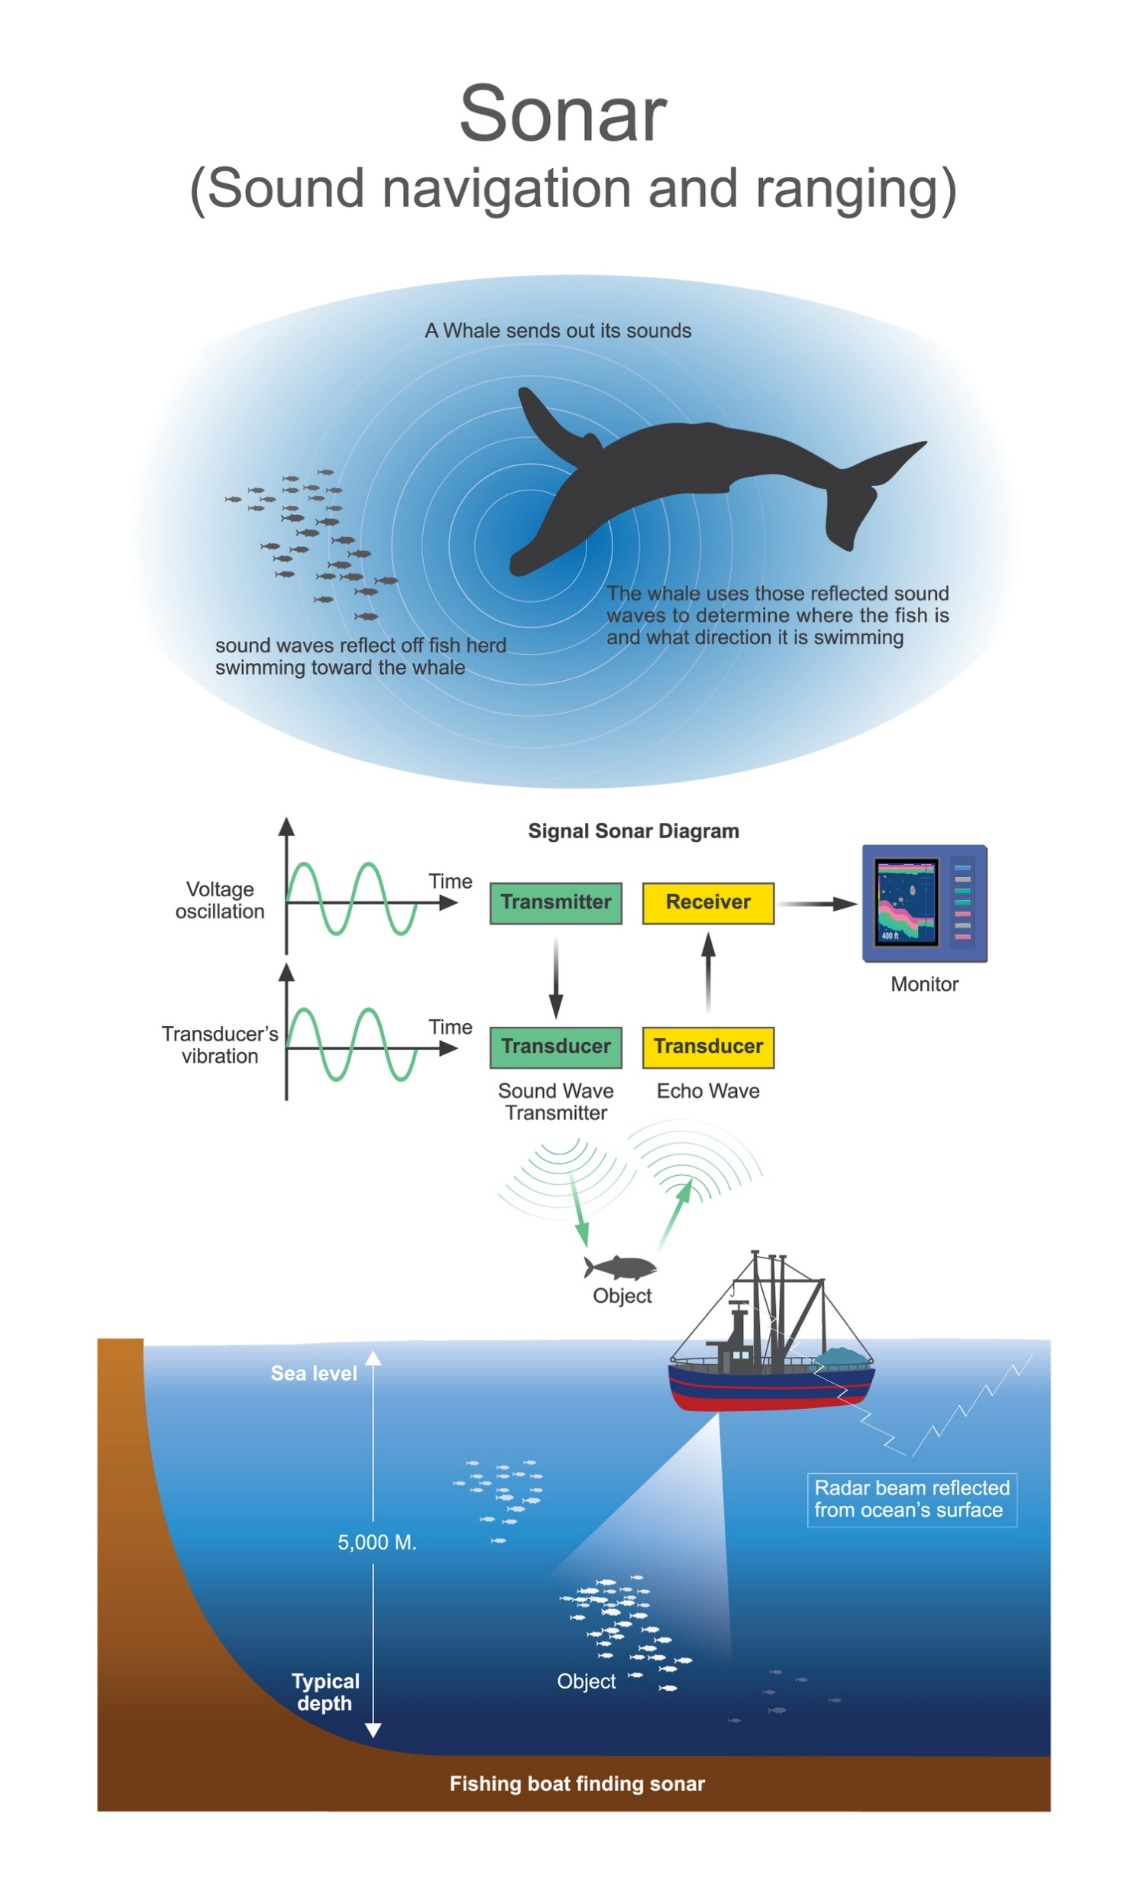 Sonar
(Sound navigation and ranging)
A Whale sends out its sounds
The whale uses those reflected sound
waves to determine where the fish is
and what direction it is swimming
sound waves reflect off fish herd
swimming toward the whale
Signal Sonar Diagram
Voltage
oscillation
Time
Transmitter
Receiver
400 ft
Monitor
Transducer's
vibration
Time
Transducer
Transducer
Sound Wave
Transmitter
Echo Wave
Object
Sea level
Radar beam reflected
from ocean's surface
5,000 M.
Object
Typical
depth
Fishing boat finding sonar